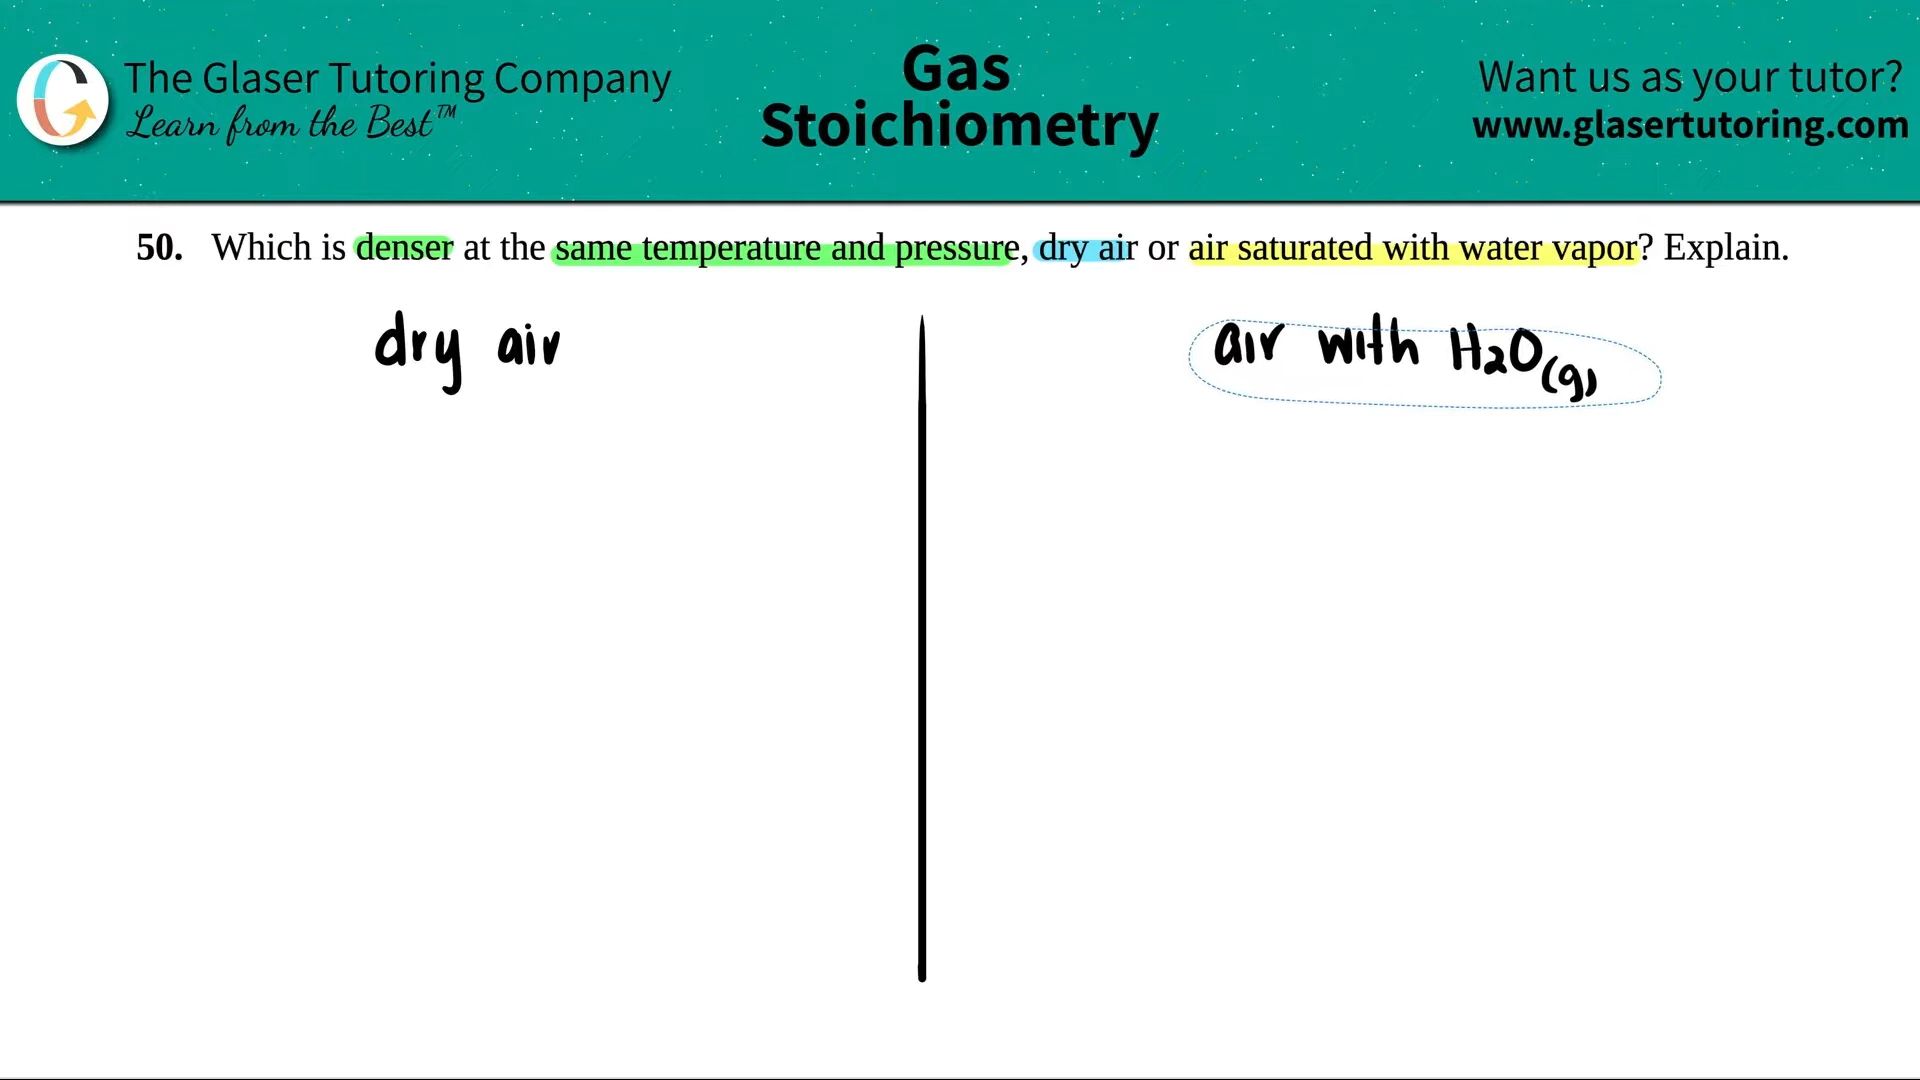 The Glaser Tutoring Company
Learn from the Best™
Gas
Stoichiometry
Want us as your tutor?
www.glasertutoring.com
50. Which is denser at the same temperature and pressure, dry air or air saturated with water vapor? Explain.
dry air
air with H₂O(g)